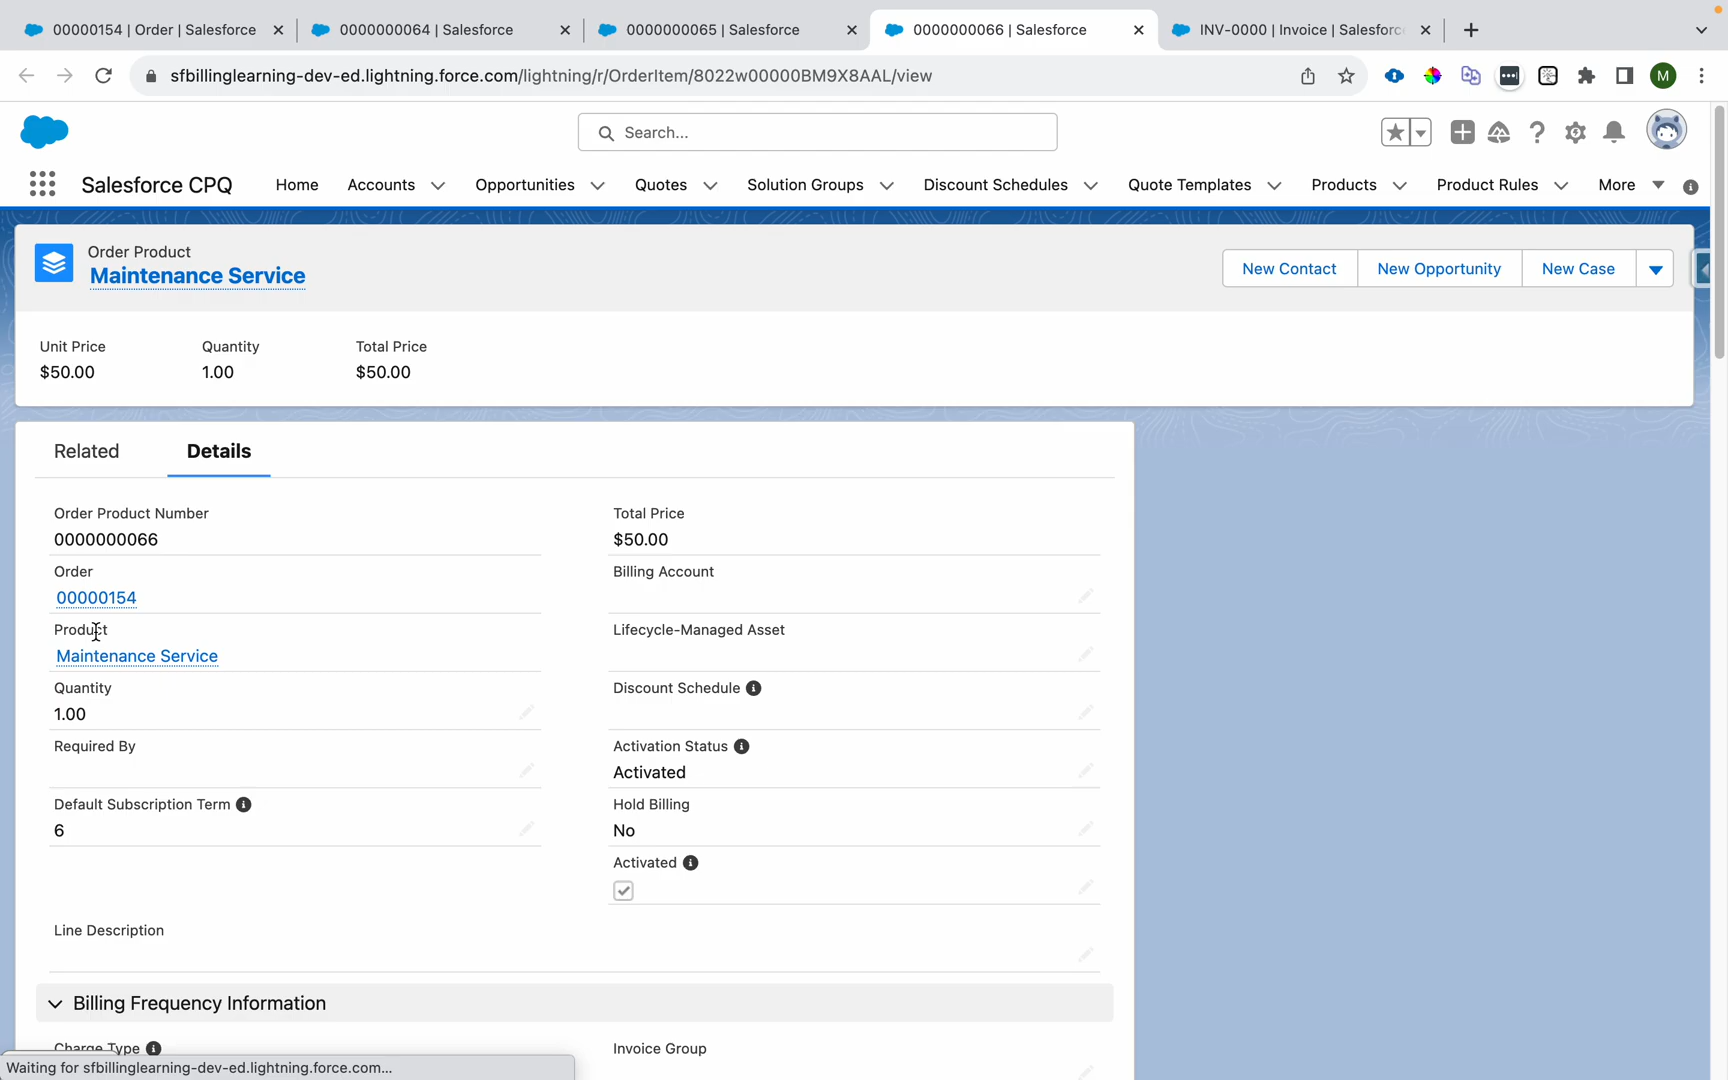 00000154 | Order | Salesforce
0000000064 | Salesforce
0000000065 | Salesforce
0000000066 | Salesforce
INV-0000 | Invoice | Salesforc
sfbillinglearning-dev-ed.lightning.force.com/lightning/r/OrderItem/8022w00000BM9X8AAL/view
M
Search...
Salesforce CPQ
Home
Accounts
Opportunities
Quotes
Solution Groups
Discount Schedules
Quote Templates
Products
Product Rules
More
Order Product
Maintenance Service
New Contact
New Opportunity
New Case
Unit Price
Quantity
Total Price
$50.00
1.00
$50.00
Related
Details
Order Product Number
0000000066
Total Price
$50.00
Order
00000154
Billing Account
Product
Maintenance Service
Lifecycle-Managed Asset
Quantity
1.00
Discount Schedule
Required By
Activation Status
Activated
Default Subscription Term
6
Hold Billing
No
Activated
Line Description
Billing Frequency Information
Charge Type
Invoice Group
Waiting for sfbillinglearning-dev-ed.lightning.force.com...